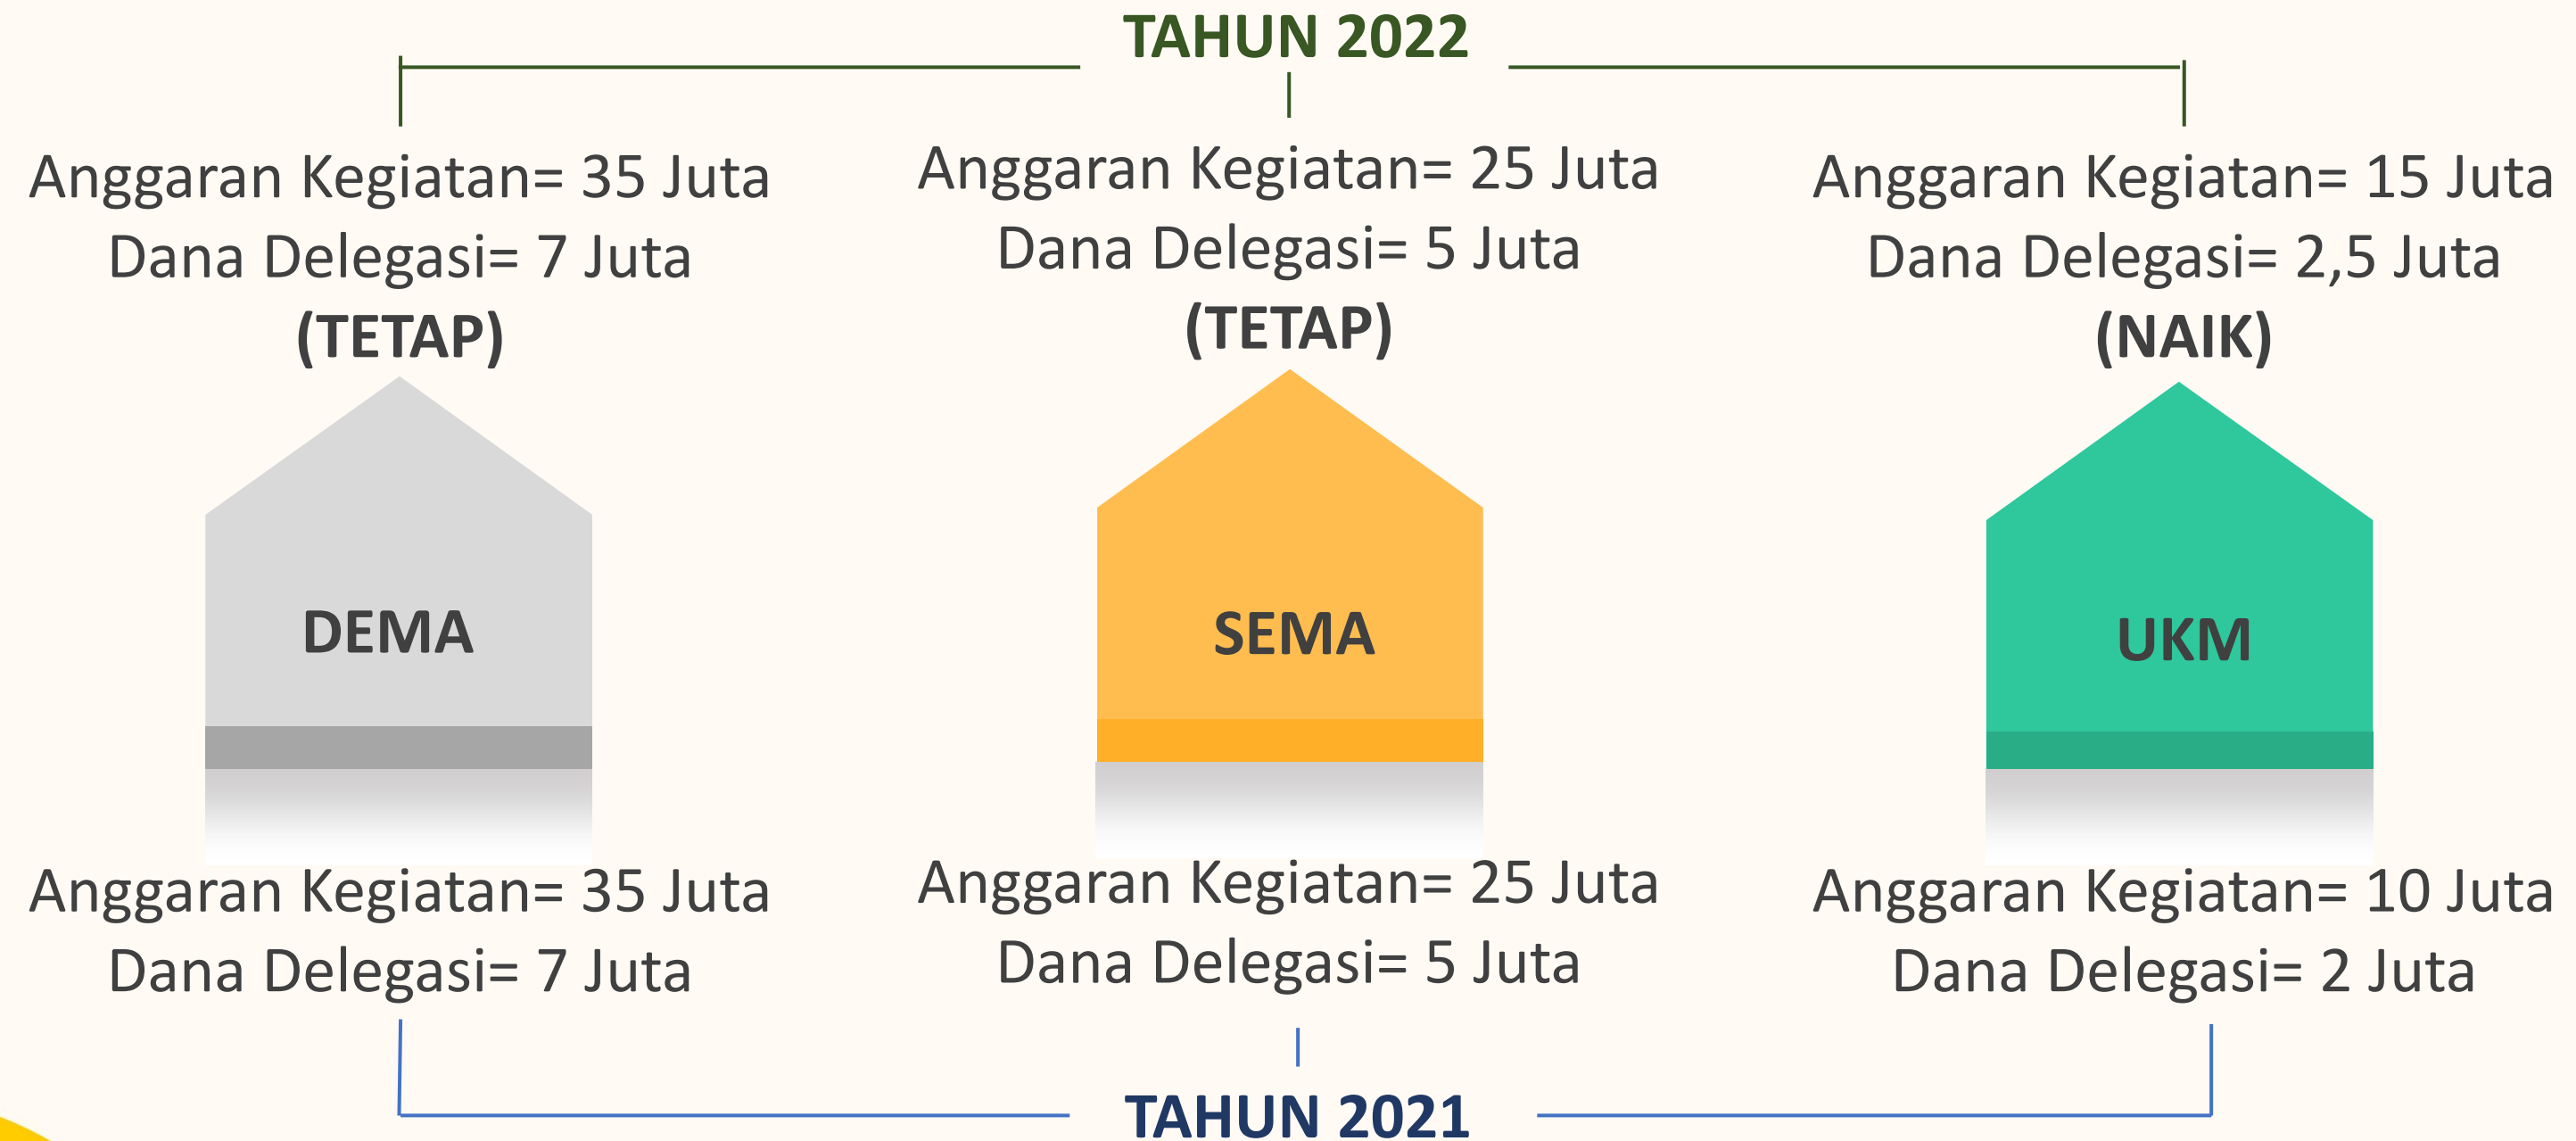 TAHUN 2022
Anggaran Kegiatan= 35 Juta
Dana Delegasi= 7 Juta
(TETAP)
Anggaran Kegiatan= 25 Juta
Dana Delegasi= 5 Juta
(TETAP)
Anggaran Kegiatan= 15 Juta
Dana Delegasi= 2,5 Juta
(NAIK)
DEMA
SEMA
UKM
Anggaran Kegiatan= 35 Juta
Dana Delegasi= 7 Juta
Anggaran Kegiatan= 25 Juta
Dana Delegasi= 5 Juta
Anggaran Kegiatan= 10 Juta
Dana Delegasi= 2 Juta
TAHUN 2021